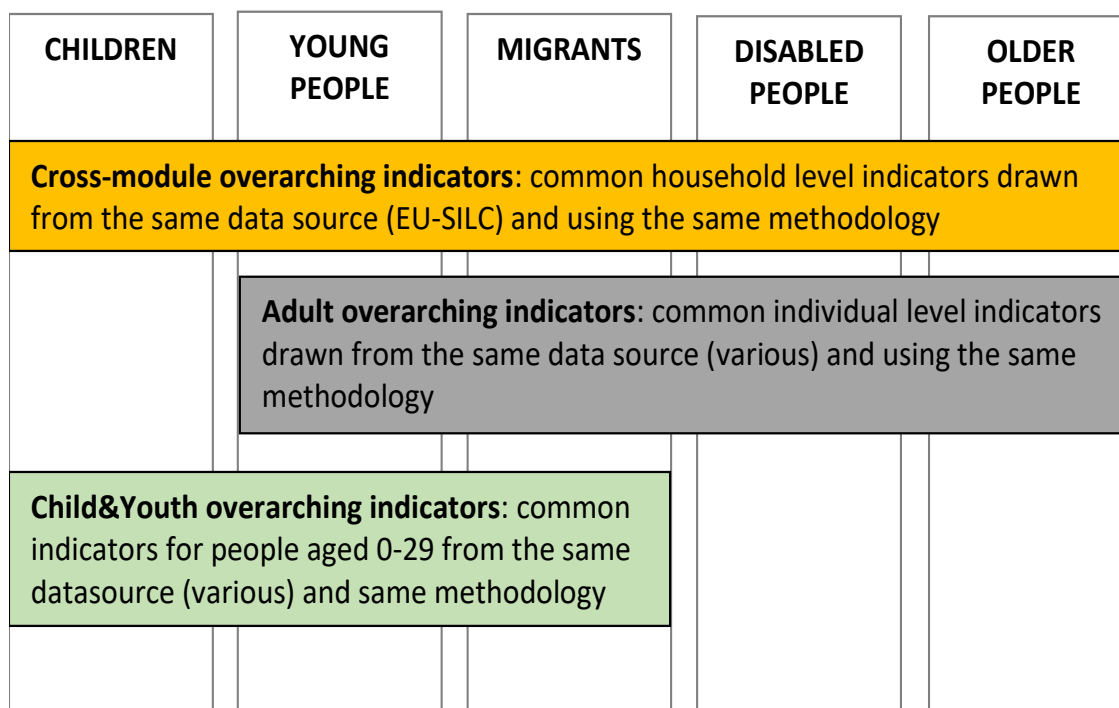 CHILDREN
YOUNG
PEOPLE
MIGRANTS
DISABLED
PEOPLE
OLDER
PEOPLE
Cross-module overarching indicators: common household level indicators drawn
from the same data source (EU-SILC) and using the same methodology
Adult overarching indicators: common individual level indicators
drawn from the same data source (various) and using the same
methodology
Child&Youth overarching indicators: common
indicators for people aged 0-29 from the same
datasource (various) and same methodology